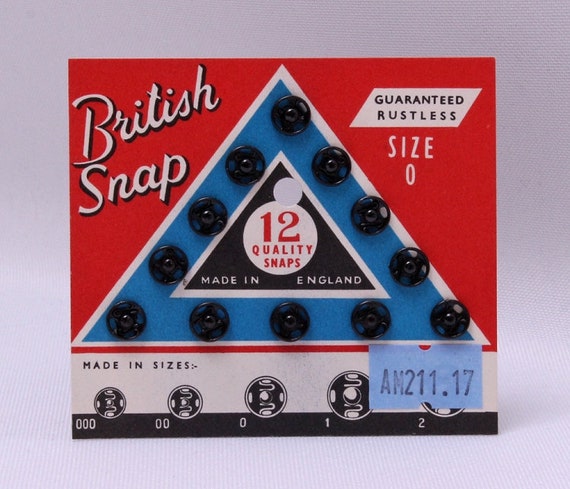 British
Snap
GUARANTEED
RUSTLESS
SIZE
0
12
QUALITY
SNAPS
MADE IN ENGLAND
MADE IN SIZES:-
AN211.17
000 00 0 1 2